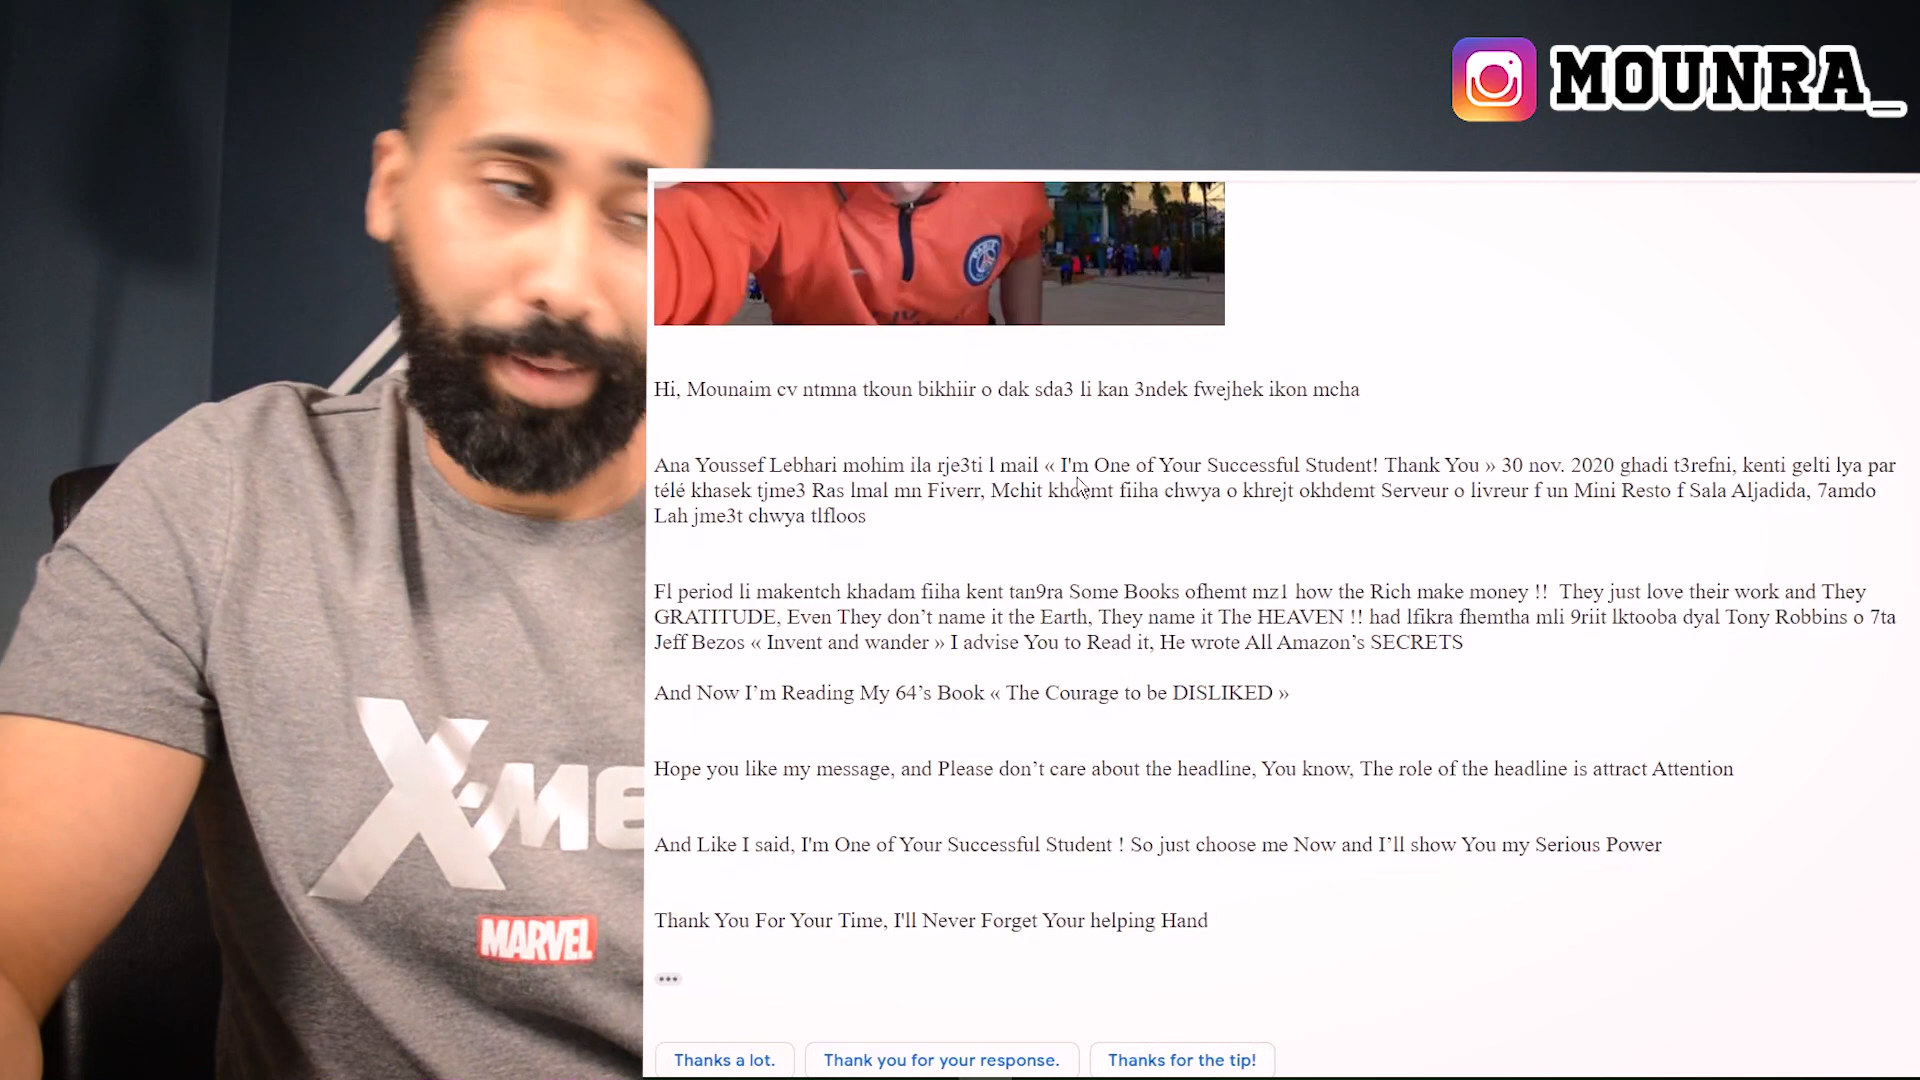 MOUNRA_
Hi, Mounaim cv ntmna tkoun bikhiir o dak sda3 li kan 3ndek fwejhek ikon mcha
Ana Youssef Lebhari mohim ila rje3ti l mail « I'm One of Your Successful Student! Thank You » 30 nov. 2020 ghadi t3refni, kenti gelti lya par
télé khasek tjme3 Ras lmal mn Fiverr, Mchit khdemt fiiha chwya o khrejt okhdemt Serveur o livreur f un Mini Resto f Sala Aljadida, 7amdo
Lah jme3t chwya tlfloos
Fl period li makentch khadam fiiha kent tan9ra Some Books ofhemt mz1 how the Rich make money !!  They just love their work and They
GRATITUDE, Even They don’t name it the Earth, They name it The HEAVEN !! had lfikra fhemtha mli 9riit lktooba dyal Tony Robbins o 7ta
Jeff Bezos « Invent and wander » I advise You to Read it, He wrote All Amazon’s SECRETS
And Now I’m Reading My 64’s Book « The Courage to be DISLIKED »
Hope you like my message, and Please don’t care about the headline, You know, The role of the headline is attract Attention
And Like I said, I'm One of Your Successful Student ! So just choose me Now and I’ll show You my Serious Power
Thank You For Your Time, I'll Never Forget Your helping Hand
X-ME
MARVEL
Thanks a lot.
Thank you for your response.
Thanks for the tip!